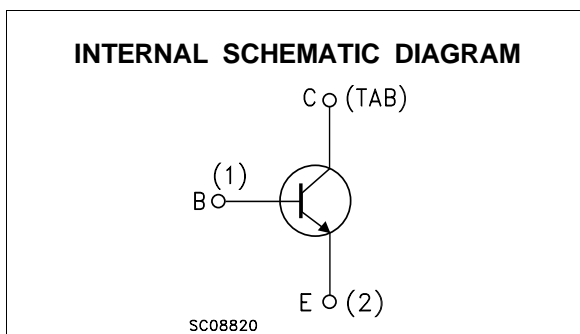 INTERNAL SCHEMATIC DIAGRAM
C (TAB)
(1)
B
E (2)
SC08820